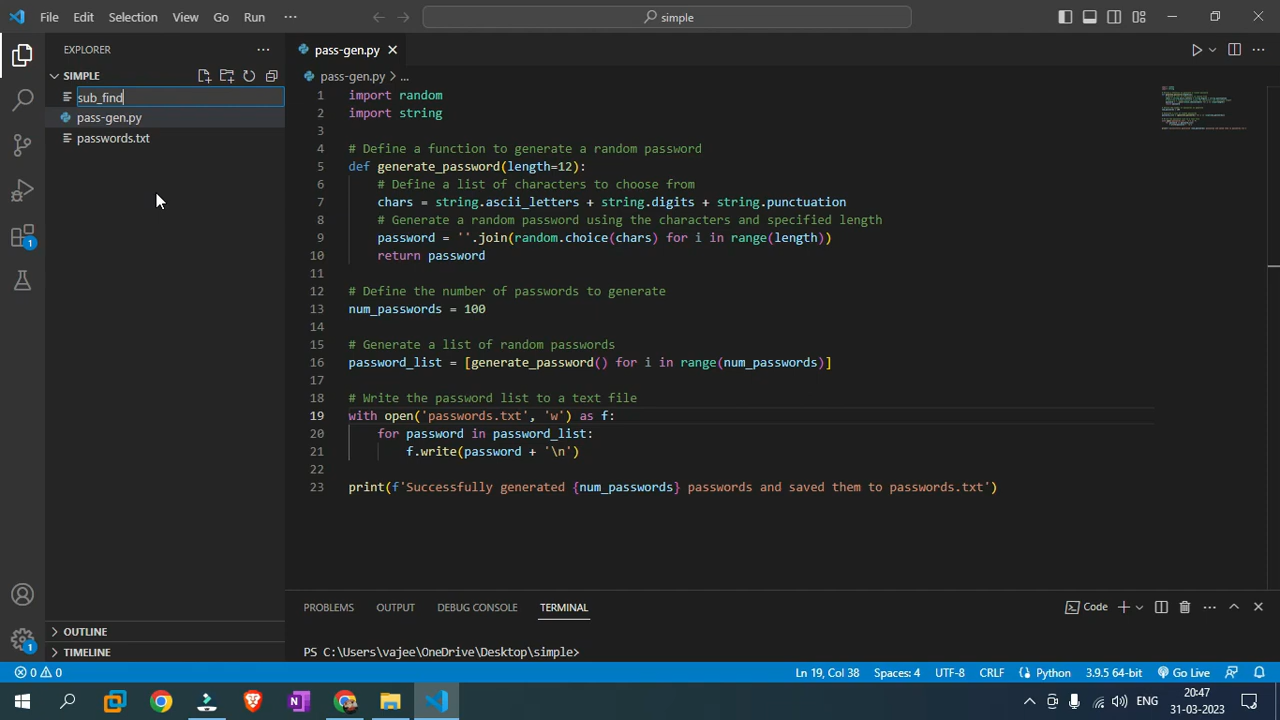 File Edit Selection View Go Run ··· simple
EXPLORER ···
SIMPLE
sub_find
pass-gen.py
passwords.txt
OUTLINE
TIMELINE
pass-gen.py
pass-gen.py > ...
1 import random
2 import string
3
4 # Define a function to generate a random password
5 def generate_password(length=12):
6 # Define a list of characters to choose from
7 chars = string.ascii_letters + string.digits + string.punctuation
8 # Generate a random password using the characters and specified length
9 password = ''.join(random.choice(chars) for i in range(length))
10 return password
11
12 # Define the number of passwords to generate
13 num_passwords = 100
14
15 # Generate a list of random passwords
16 password_list = [generate_password() for i in range(num_passwords)]
17
18 # Write the password list to a text file
19 with open('passwords.txt', 'w') as f:
20 for password in password_list:
21 f.write(password + '\n')
22
23 print(f'Successfully generated {num_passwords} passwords and saved them to passwords.txt')
PROBLEMS OUTPUT DEBUG CONSOLE TERMINAL Code
PS C:\Users\vajee\OneDrive\Desktop\simple>
1
1
0 0 Ln 19, Col 38 Spaces: 4 UTF-8 CRLF Python 3.9.5 64-bit Go Live
ENG 20:47
31-03-2023